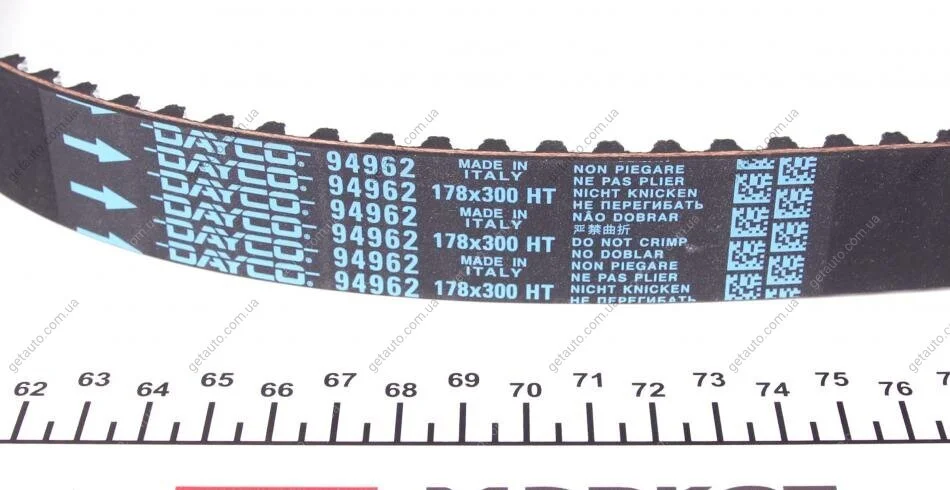 DAYCO 94962 MADE IN ITALY
DAYCO 94962 178x300 HT
DAYCO 94962 MADE IN ITALY
DAYCO 94962 178x300 HT
DAYCO 94962 MADE IN ITALY
DAYCO 94962 178x300 HT
NON PIEGARE
NE PAS PLIER
NICHT KNICKEN
НЕ ПЕРЕГИБАТЬ
NÃO DOBRAR
严禁曲折
DO NOT CRIMP
NO DOBLAR
NON PIEGARE
NE PAS PLIER
NICHT KNICKEN
НЕ ПЕРЕГИБАТЬ
62 63 64 65 66 67 68 69 70 71 72 73 74 75 76
getauto.com.ua